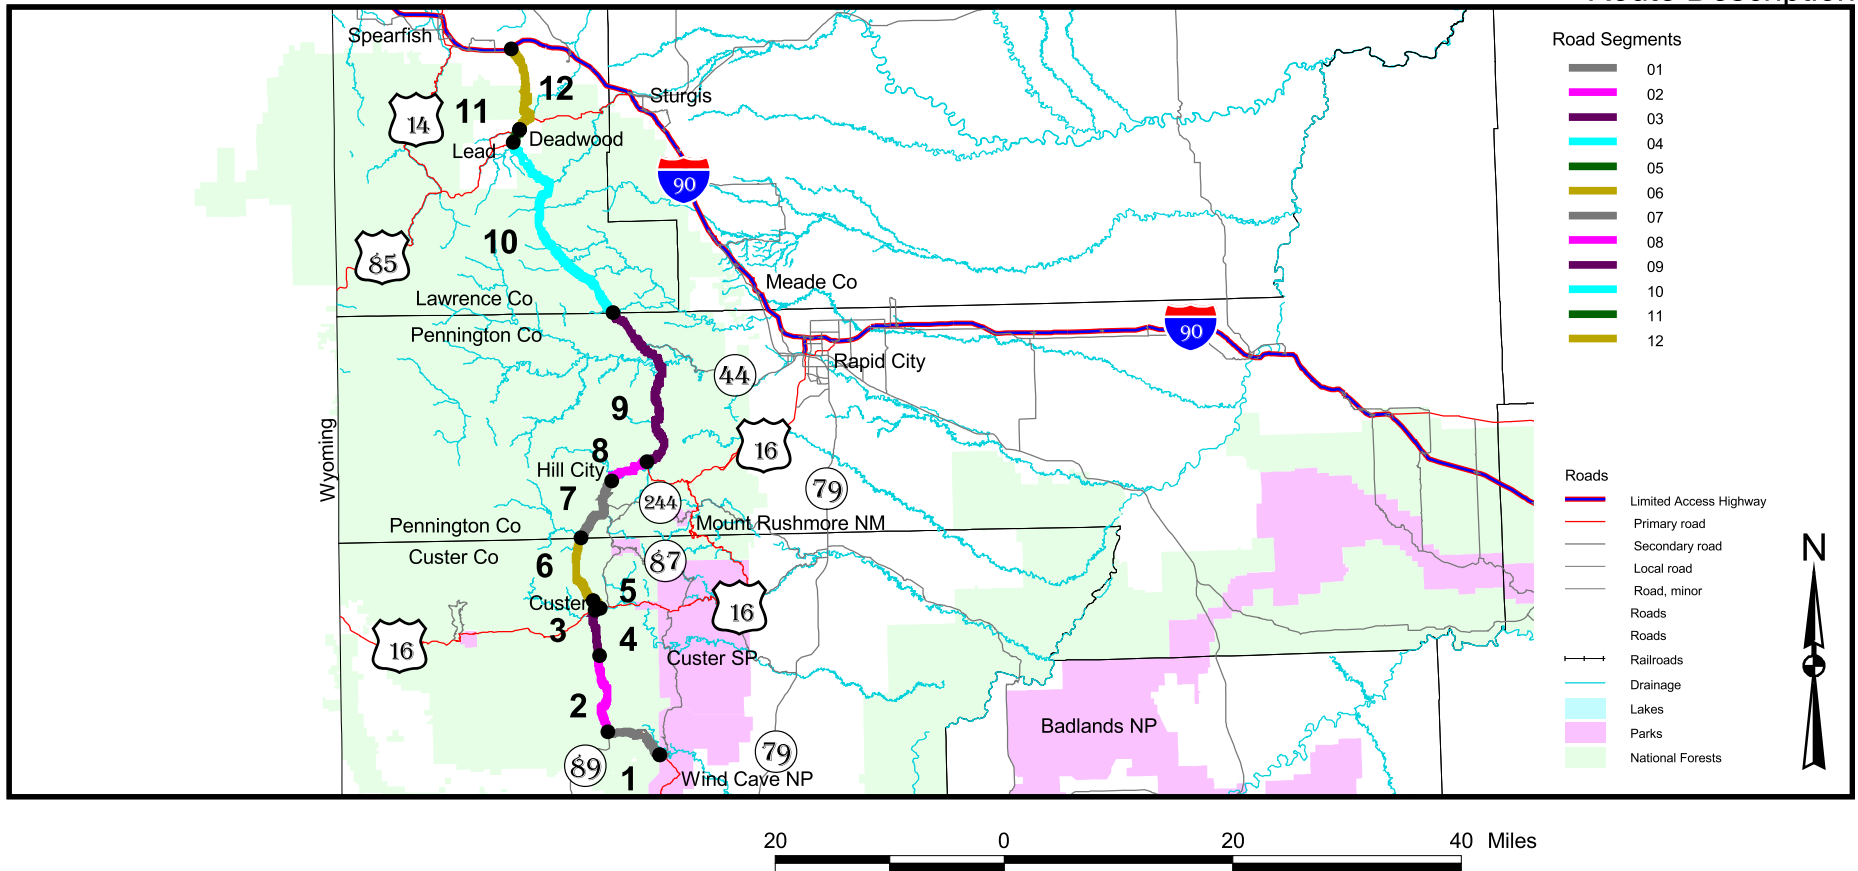 Spearfish
12
11
14
Sturgis
Deadwood
Lead
90
10
85
Meade Co
Lawrence Co
Pennington Co
90
Rapid City
44
9
Wyoming
8
16
Hill City
7
244
79
Mount Rushmore NM
Pennington Co
Custer Co
87
6
5
Custer
16
3
4
16
Custer SP
2
Badlands NP
89
79
1
Wind Cave NP
Road Segments
01
02
03
04
05
06
07
08
09
10
11
12
Roads
Limited Access Highway
Primary road
Secondary road
Local road
Road, minor
Roads
Roads
Railroads
Drainage
Lakes
Parks
National Forests
N
20 0 20 40 Miles